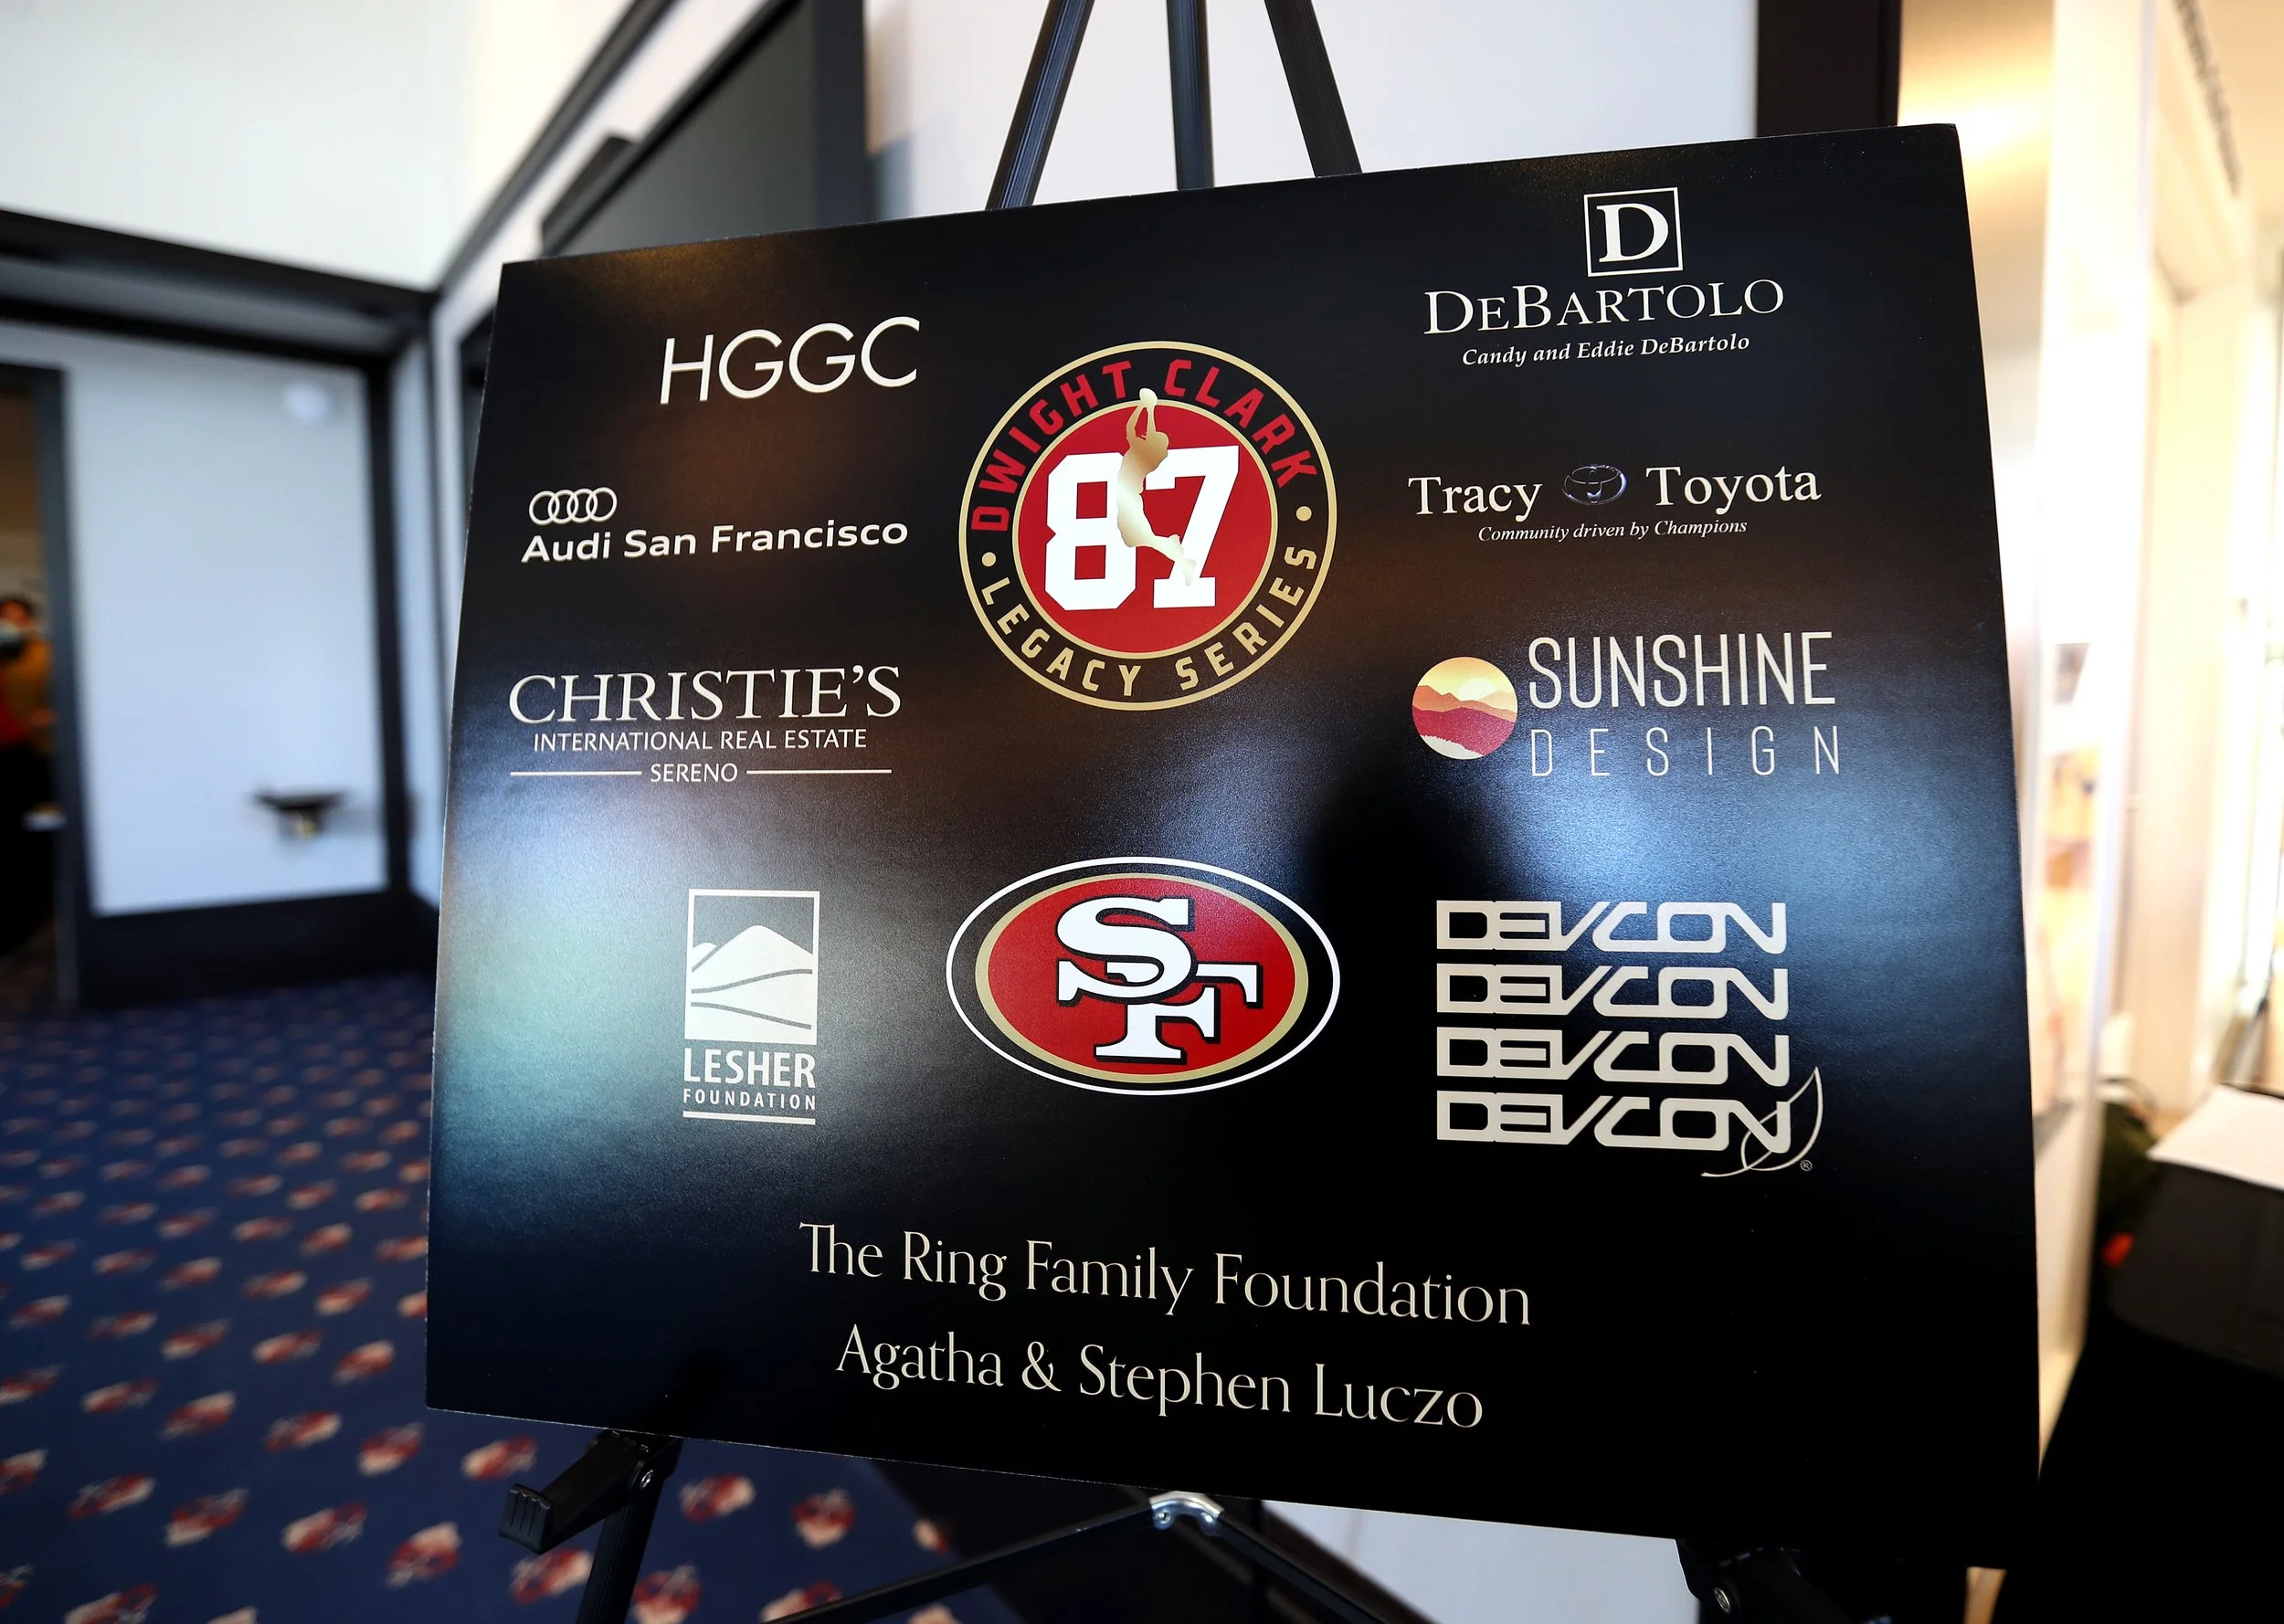 HGGC
D
DEBARTOLO
Candy and Eddie DeBartolo
DWIGHT CLARK
87
LEGACY SERIES
Audi San Francisco
Tracy Toyota
Community driven by Champions
CHRISTIE'S
INTERNATIONAL REAL ESTATE
SERENO
SUNSHINE
DESIGN
LESHER
FOUNDATION
SF
DEVCON
DEVCON
DEVCON
DEVCON
®
The Ring Family Foundation
Agatha & Stephen Luczo